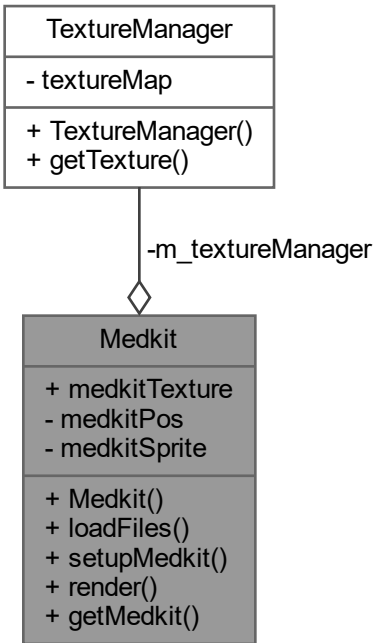 TextureManager
- textureMap
+ TextureManager()
+ getTexture()
-m_textureManager
Medkit
+ medkitTexture
- medkitPos
- medkitSprite
+ Medkit()
+ loadFiles()
+ setupMedkit()
+ render()
+ getMedkit()